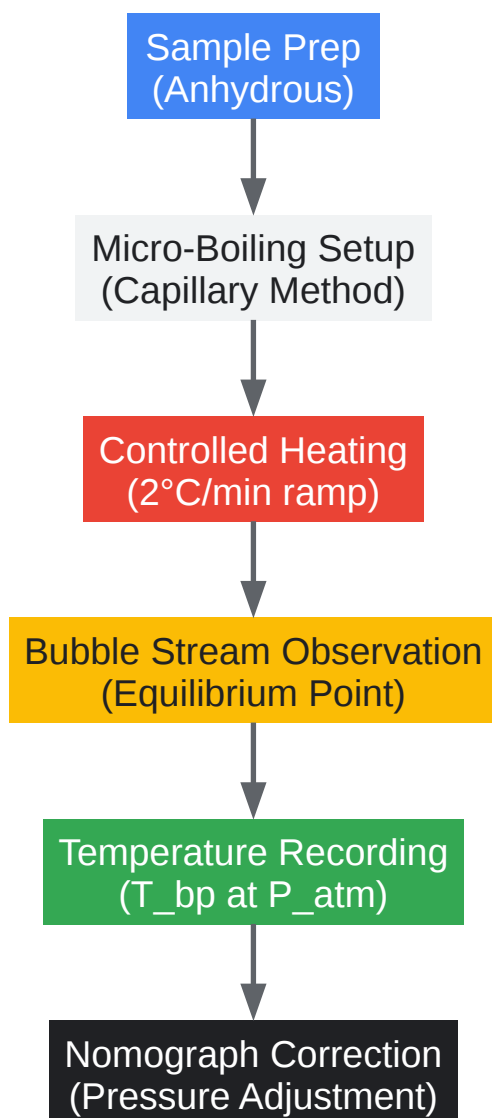 Sample Prep
(Anhydrous)
Micro-Boiling Setup
(Capillary Method)
Controlled Heating
(2°C/min ramp)
Bubble Stream Observation
(Equilibrium Point)
Temperature Recording
(T_bp at P_atm)
Nomograph Correction
(Pressure Adjustment)